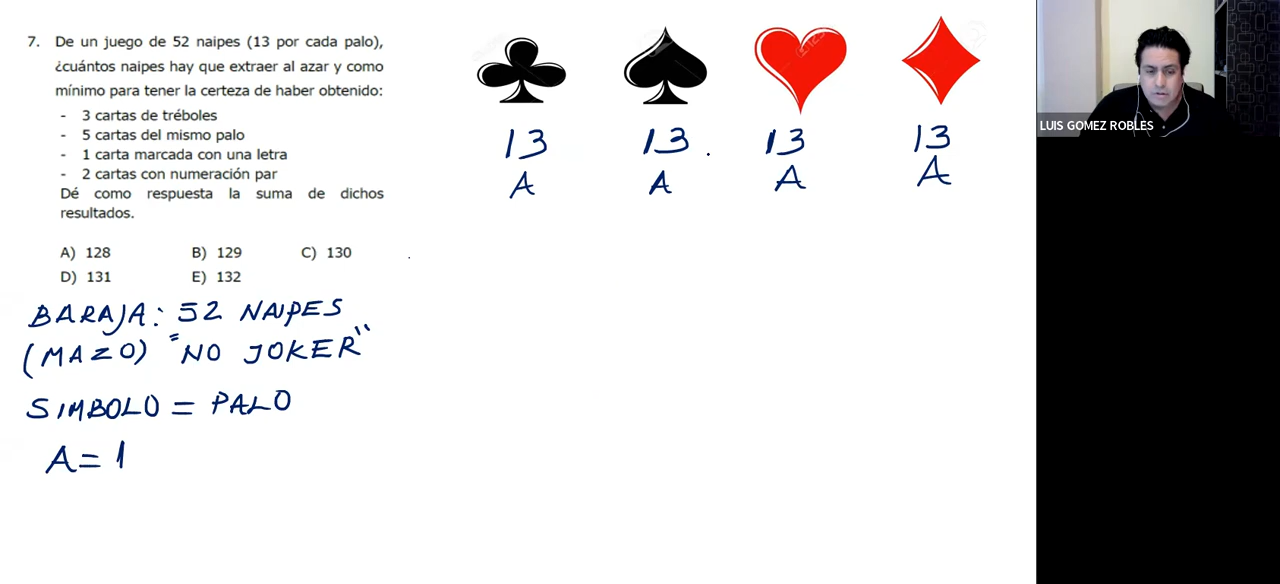 7. De un juego de 52 naipes (13 por cada palo),
¿cuántos naipes hay que extraer al azar y como
mínimo para tener la certeza de haber obtenido:
- 3 cartas de tréboles
- 5 cartas del mismo palo
- 1 carta marcada con una letra
- 2 cartas con numeración par
Dé como respuesta la suma de dichos
resultados.
A) 128 B) 129 C) 130
D) 131 E) 132
BARAJA: 52 NAIPES
(MAZO) "NO JOKER"
SIMBOLO = PALO
A = 1
13 13 13 13
A A A A
LUIS GOMEZ ROBLES